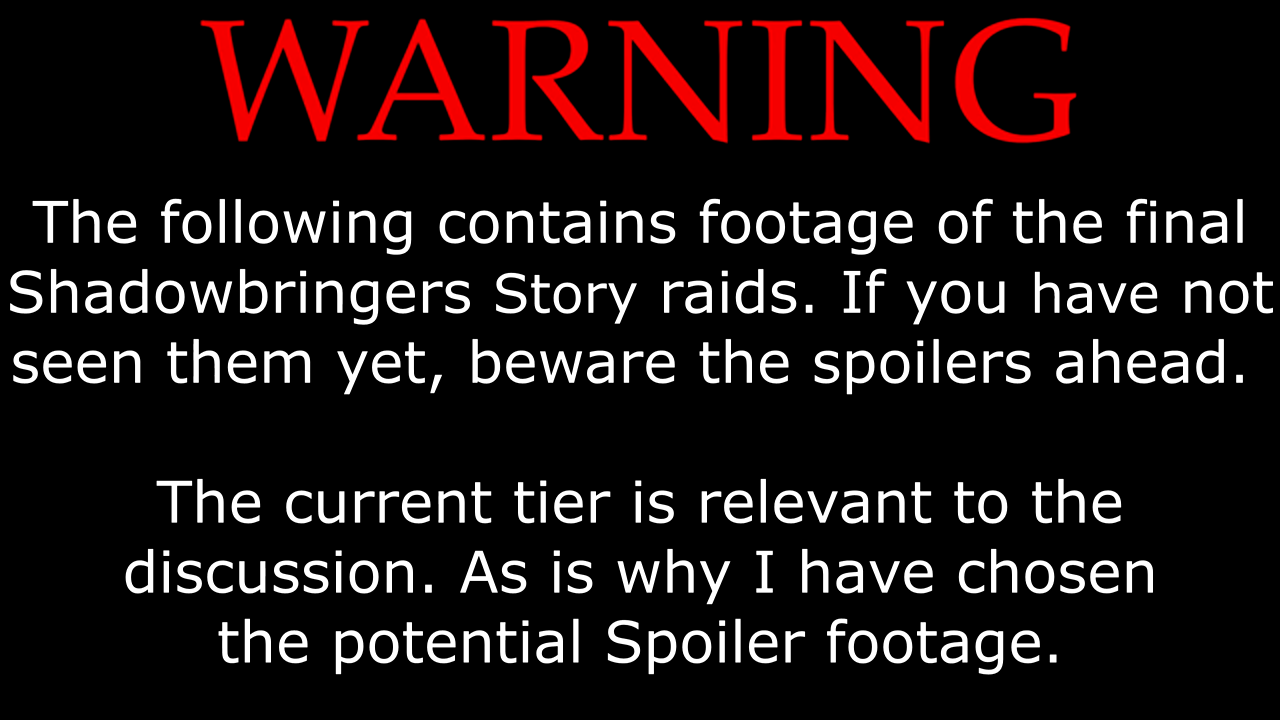 WARNING
The following contains footage of the final
Shadowbringers Story raids. If you have not
seen them yet, beware the spoilers ahead.
The current tier is relevant to the
discussion. As is why I have chosen
the potential Spoiler footage.